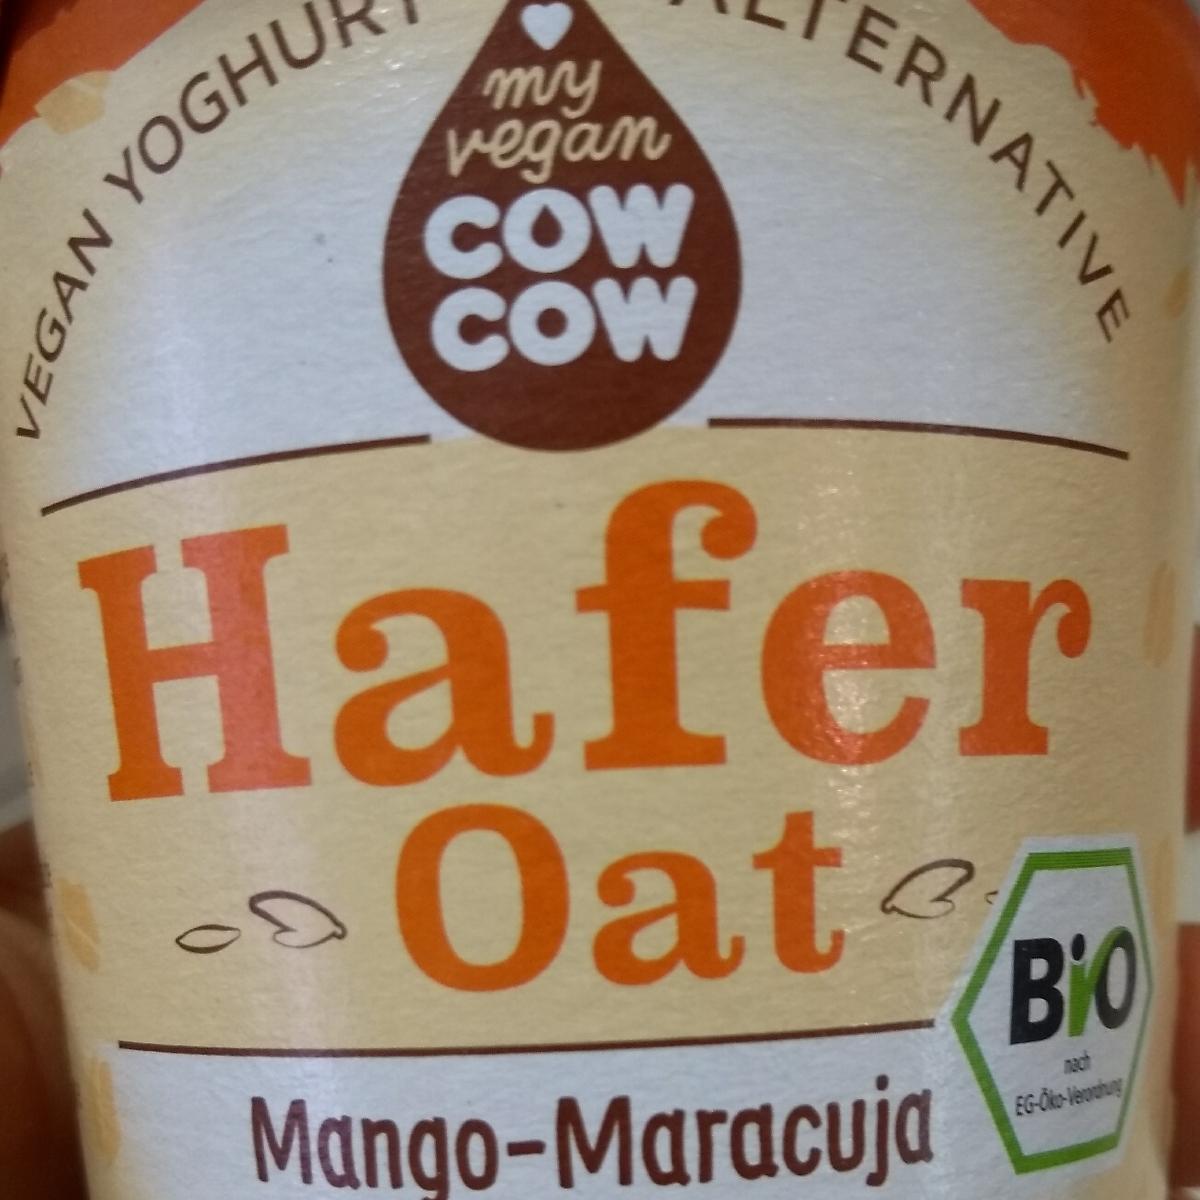 VEGAN YOGHURT ALTERNATIVE
my
vegan
COW
COW
Hafer
Oat
BiO
nach
EG-Öko-Verordnung
Mango-Maracuja